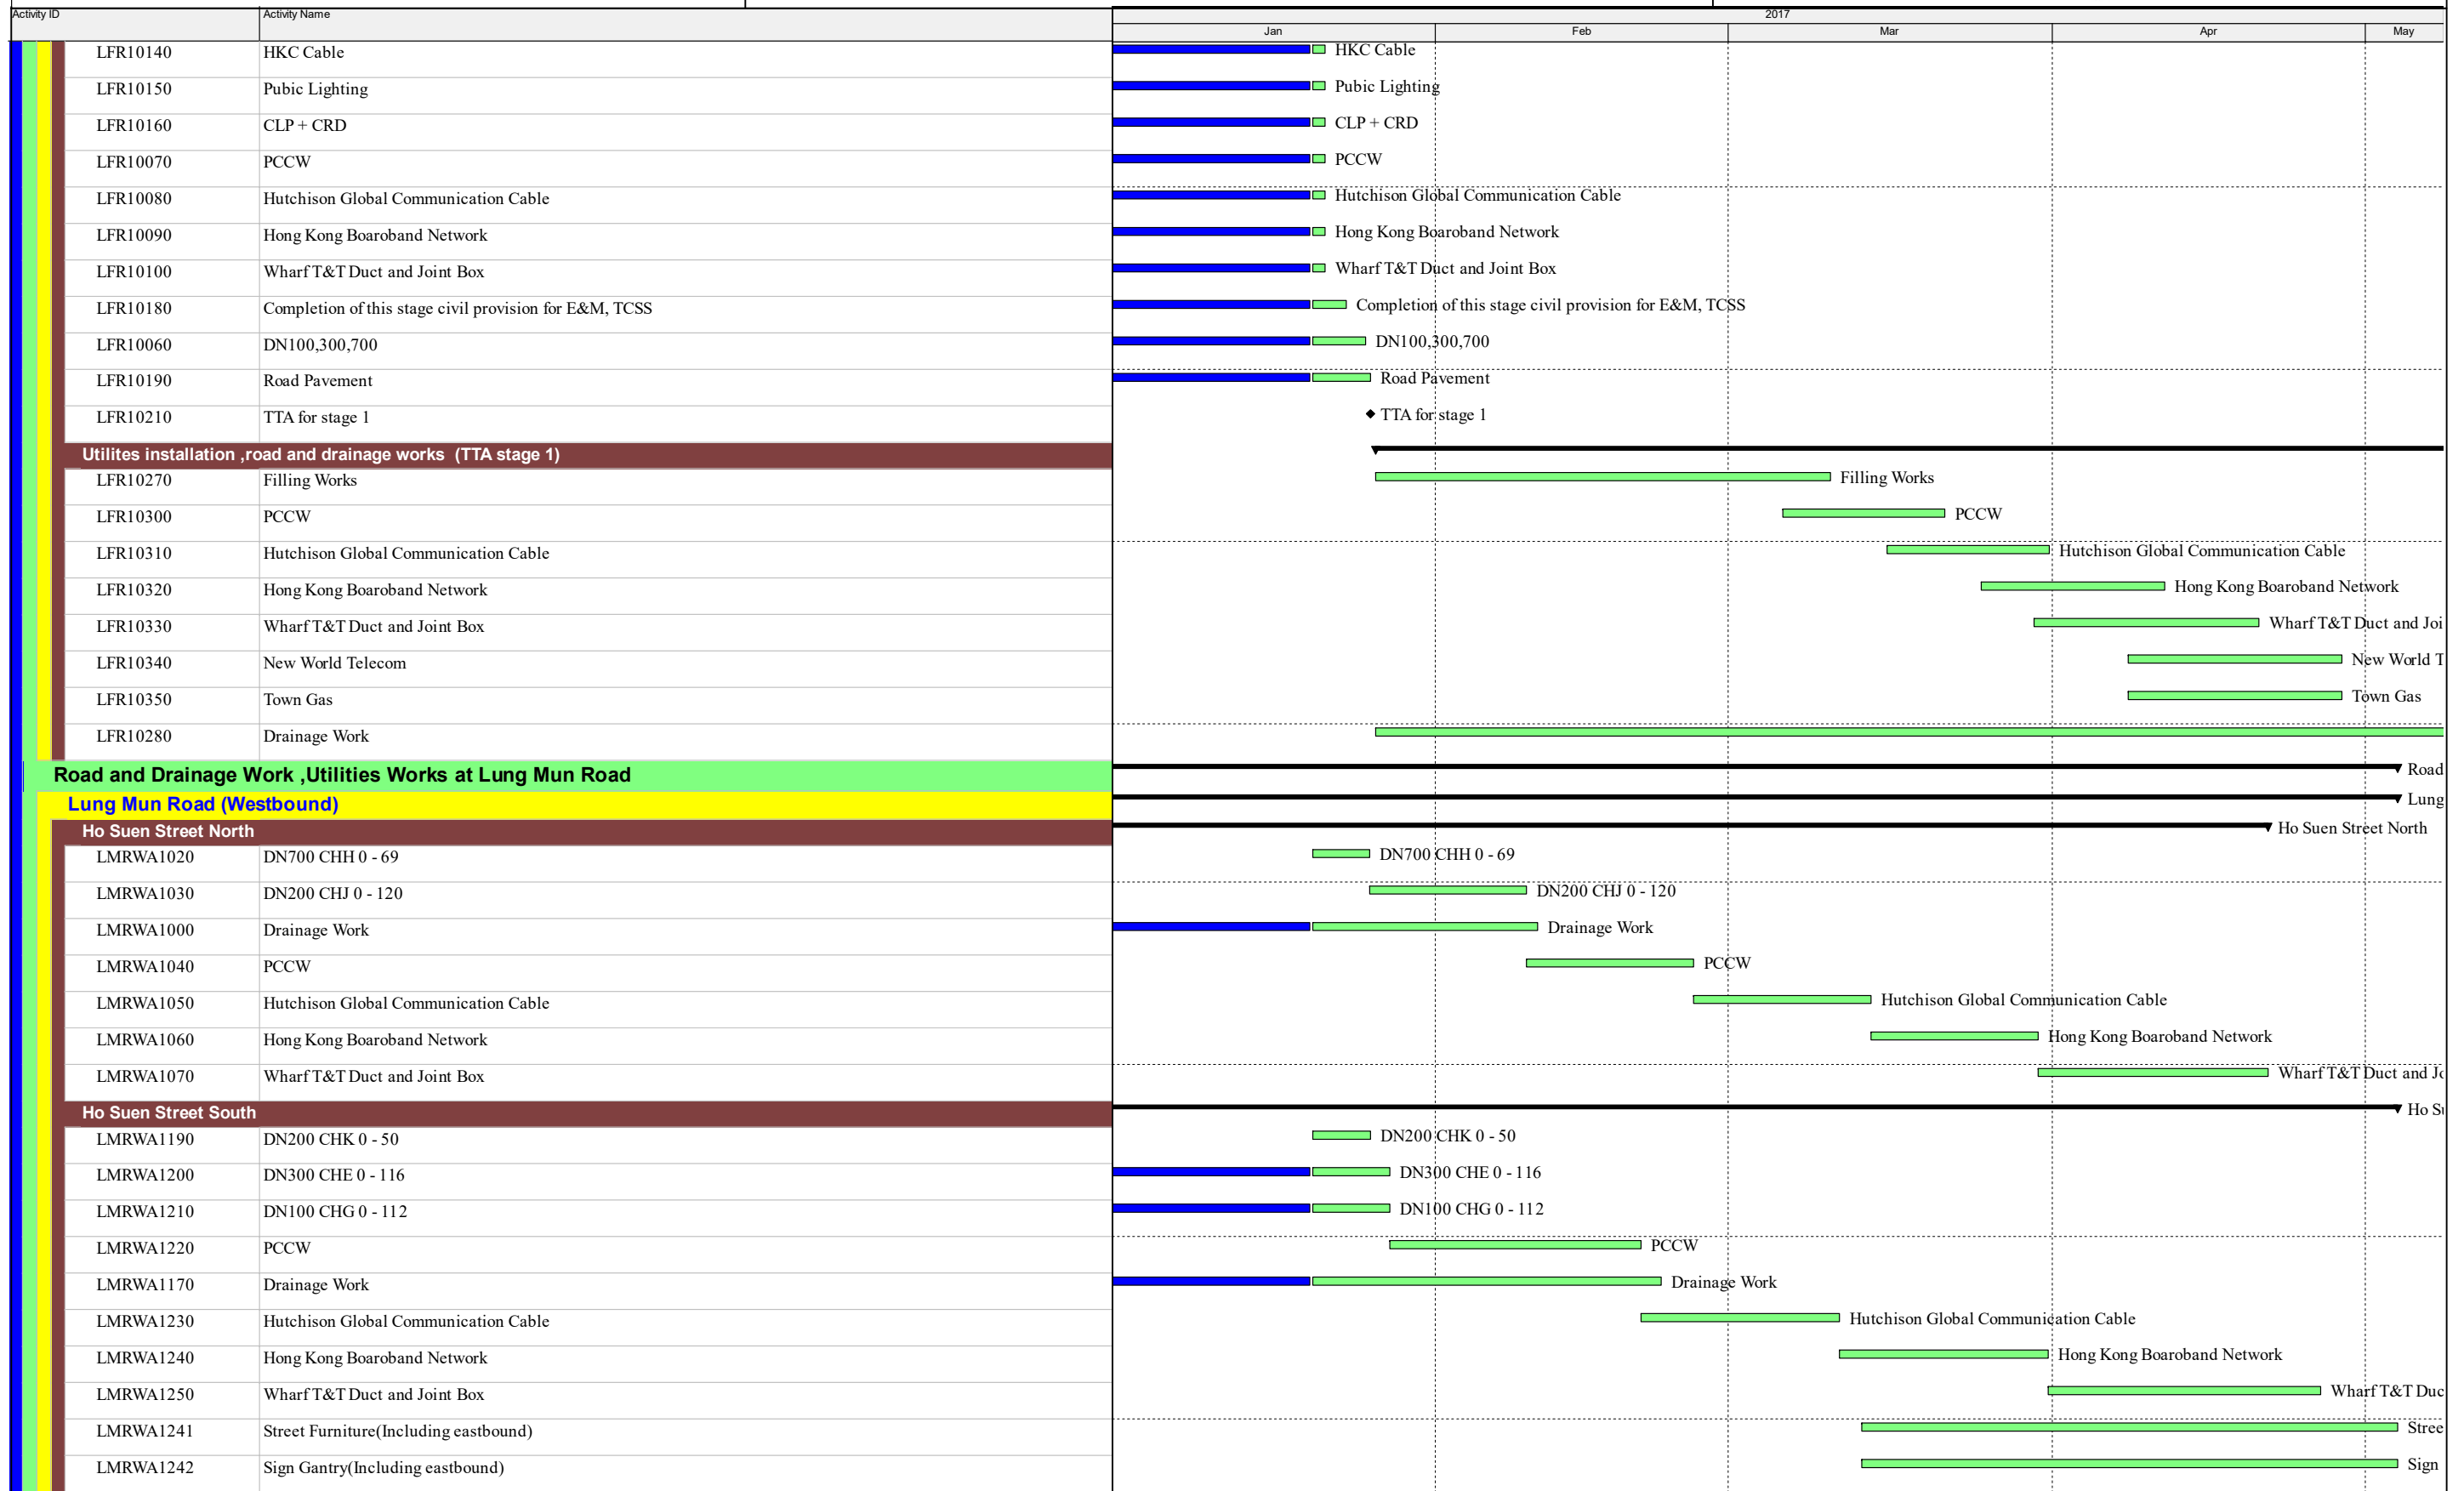 Activity ID Activity Name 2017
Jan Feb Mar Apr May
LFR10140 HKC Cable HKC Cable
LFR10150 Pubic Lighting Pubic Lighting
LFR10160 CLP + CRD CLP + CRD
LFR10070 PCCW PCCW
LFR10080 Hutchison Global Communication Cable Hutchison Global Communication Cable
LFR10090 Hong Kong Boaroband Network Hong Kong Boaroband Network
LFR10100 Wharf T&T Duct and Joint Box Wharf T&T Duct and Joint Box
LFR10180 Completion of this stage civil provision for E&M, TCSS Completion of this stage civil provision for E&M, TCSS
LFR10060 DN100,300,700 DN100,300,700
LFR10190 Road Pavement Road Pavement
LFR10210 TTA for stage 1 TTA for stage 1
Utilites installation ,road and drainage works (TTA stage 1)
LFR10270 Filling Works Filling Works
LFR10300 PCCW PCCW
LFR10310 Hutchison Global Communication Cable Hutchison Global Communication Cable
LFR10320 Hong Kong Boaroband Network Hong Kong Boaroband Network
LFR10330 Wharf T&T Duct and Joint Box Wharf T&T Duct and Joi
LFR10340 New World Telecom New World T
LFR10350 Town Gas Town Gas
LFR10280 Drainage Work
Road and Drainage Work ,Utilities Works at Lung Mun Road Road
Lung Mun Road (Westbound) Lung
Ho Suen Street North Ho Suen Street North
LMRWA1020 DN700 CHH 0 - 69 DN700 CHH 0 - 69
LMRWA1030 DN200 CHJ 0 - 120 DN200 CHJ 0 - 120
LMRWA1000 Drainage Work Drainage Work
LMRWA1040 PCCW PCCW
LMRWA1050 Hutchison Global Communication Cable Hutchison Global Communication Cable
LMRWA1060 Hong Kong Boaroband Network Hong Kong Boaroband Network
LMRWA1070 Wharf T&T Duct and Joint Box Wharf T&T Duct and Jo
Ho Suen Street South Ho Su
LMRWA1190 DN200 CHK 0 - 50 DN200 CHK 0 - 50
LMRWA1200 DN300 CHE 0 - 116 DN300 CHE 0 - 116
LMRWA1210 DN100 CHG 0 - 112 DN100 CHG 0 - 112
LMRWA1220 PCCW PCCW
LMRWA1170 Drainage Work Drainage Work
LMRWA1230 Hutchison Global Communication Cable Hutchison Global Communication Cable
LMRWA1240 Hong Kong Boaroband Network Hong Kong Boaroband Network
LMRWA1250 Wharf T&T Duct and Joint Box Wharf T&T Duc
LMRWA1241 Street Furniture(Including eastbound) Stree
LMRWA1242 Sign Gantry(Including eastbound) Sign